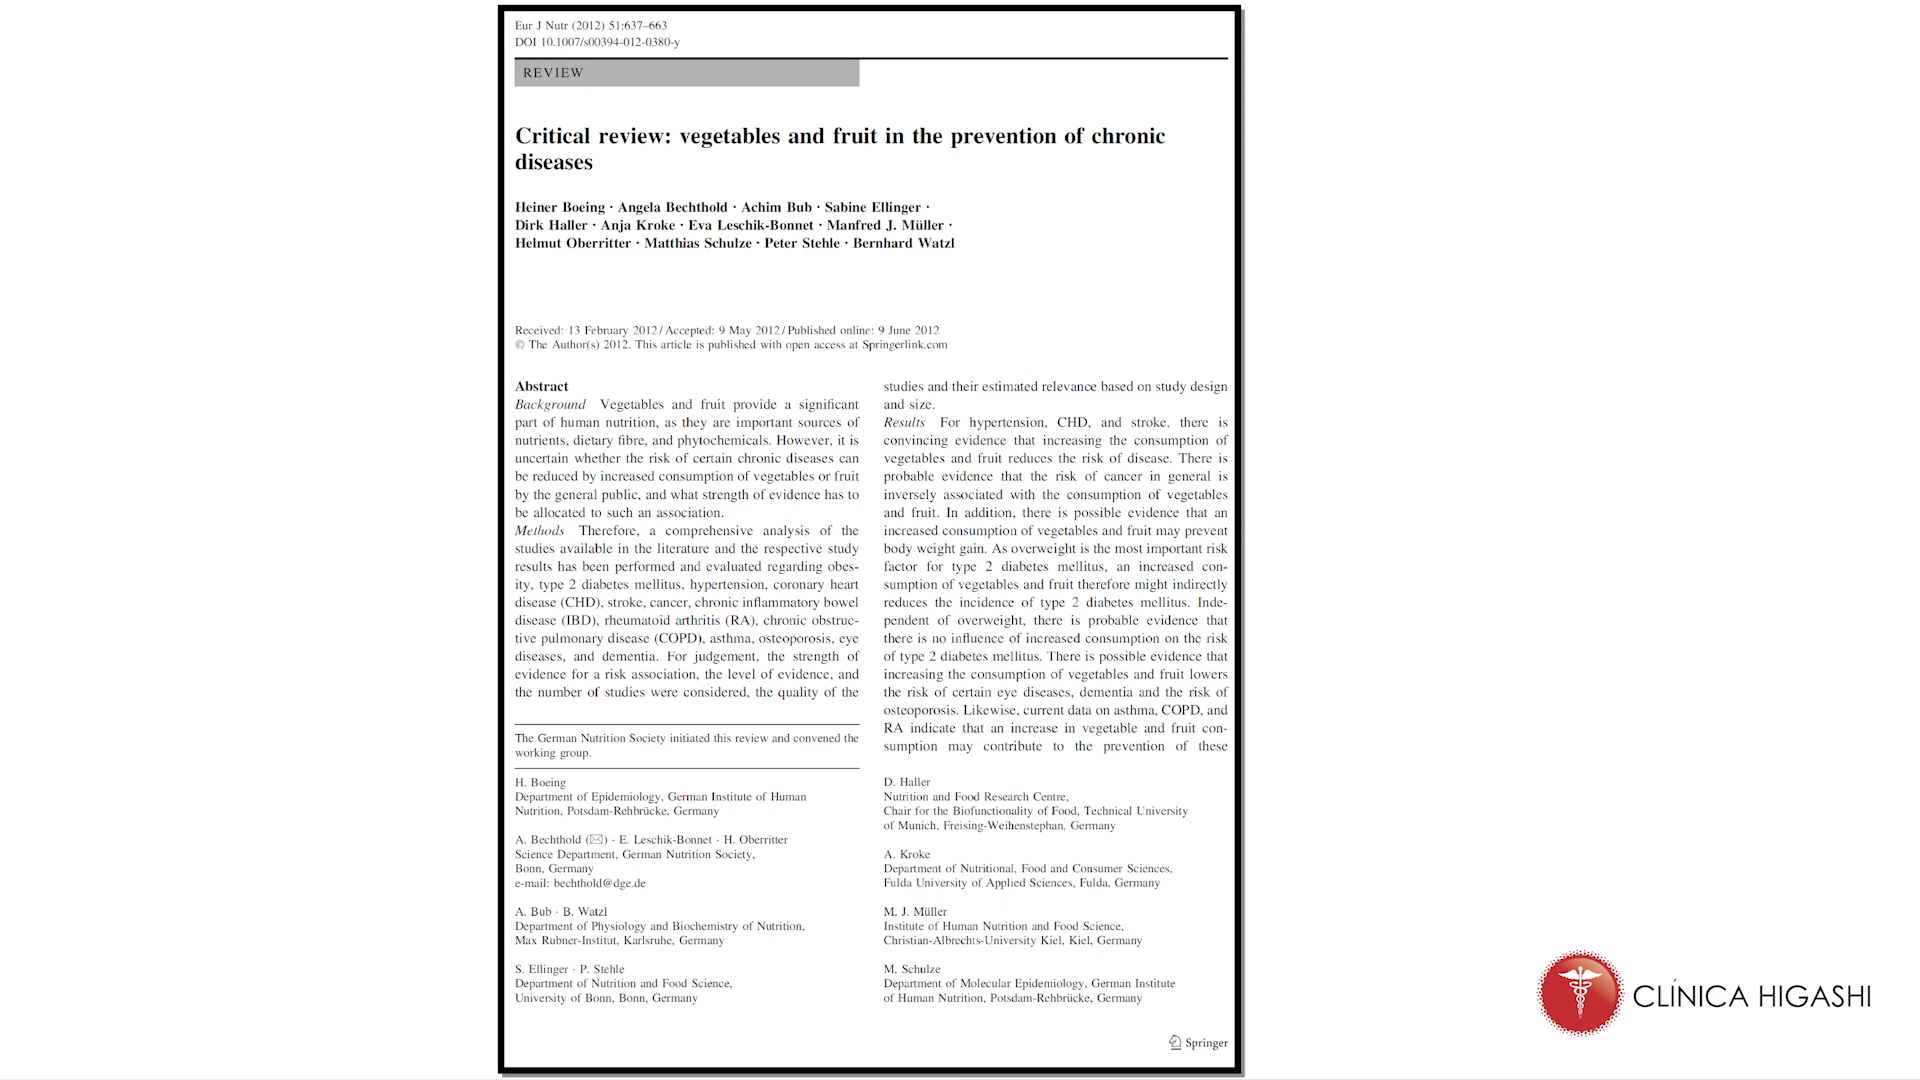 Eur J Nutr (2012) 51:637–663
DOI 10.1007/s00394-012-0380-y
REVIEW
Critical review: vegetables and fruit in the prevention of chronic
diseases
Heiner Boeing · Angela Bechthold · Achim Bub · Sabine Ellinger ·
Dirk Haller · Anja Kroke · Eva Leschik-Bonnet · Manfred J. Müller ·
Helmut Oberritter · Matthias Schulze · Peter Stehle · Bernhard Watzl
Received: 13 February 2012 / Accepted: 9 May 2012 / Published online: 9 June 2012
© The Author(s) 2012. This article is published with open access at Springerlink.com
Abstract
Background Vegetables and fruit provide a significant
part of human nutrition, as they are important sources of
nutrients, dietary fibre, and phytochemicals. However, it is
uncertain whether the risk of certain chronic diseases can
be reduced by increased consumption of vegetables or fruit
by the general public, and what strength of evidence has to
be allocated to such an association.
Methods Therefore, a comprehensive analysis of the
studies available in the literature and the respective study
results has been performed and evaluated regarding obes-
ity, type 2 diabetes mellitus, hypertension, coronary heart
disease (CHD), stroke, cancer, chronic inflammatory bowel
disease (IBD), rheumatoid arthritis (RA), chronic obstruc-
tive pulmonary disease (COPD), asthma, osteoporosis, eye
diseases, and dementia. For judgement, the strength of
evidence for a risk association, the level of evidence, and
the number of studies were considered, the quality of the
studies and their estimated relevance based on study design
and size.
Results For hypertension, CHD, and stroke, there is
convincing evidence that increasing the consumption of
vegetables and fruit reduces the risk of disease. There is
probable evidence that the risk of cancer in general is
inversely associated with the consumption of vegetables
and fruit. In addition, there is possible evidence that an
increased consumption of vegetables and fruit may prevent
body weight gain. As overweight is the most important risk
factor for type 2 diabetes mellitus, an increased con-
sumption of vegetables and fruit therefore might indirectly
reduces the incidence of type 2 diabetes mellitus. Inde-
pendent of overweight, there is probable evidence that
there is no influence of increased consumption on the risk
of type 2 diabetes mellitus. There is possible evidence that
increasing the consumption of vegetables and fruit lowers
the risk of certain eye diseases, dementia and the risk of
osteoporosis. Likewise, current data on asthma, COPD, and
RA indicate that an increase in vegetable and fruit con-
sumption may contribute to the prevention of these
The German Nutrition Society initiated this review and convened the
working group.
H. Boeing
Department of Epidemiology, German Institute of Human
Nutrition, Potsdam-Rehbrücke, Germany
A. Bechthold (✉) · E. Leschik-Bonnet · H. Oberritter
Science Department, German Nutrition Society,
Bonn, Germany
e-mail: bechthold@dge.de
A. Bub · B. Watzl
Department of Physiology and Biochemistry of Nutrition,
Max Rubner-Institut, Karlsruhe, Germany
S. Ellinger · P. Stehle
Department of Nutrition and Food Science,
University of Bonn, Bonn, Germany
D. Haller
Nutrition and Food Research Centre,
Chair for the Biofunctionality of Food, Technical University
of Munich, Freising-Weihenstephan, Germany
A. Kroke
Department of Nutritional, Food and Consumer Sciences,
Fulda University of Applied Sciences, Fulda, Germany
M. J. Müller
Institute of Human Nutrition and Food Science,
Christian-Albrechts-University Kiel, Kiel, Germany
M. Schulze
Department of Molecular Epidemiology, German Institute
of Human Nutrition, Potsdam-Rehbrücke, Germany
Springer
CLÍNICA HIGASHI